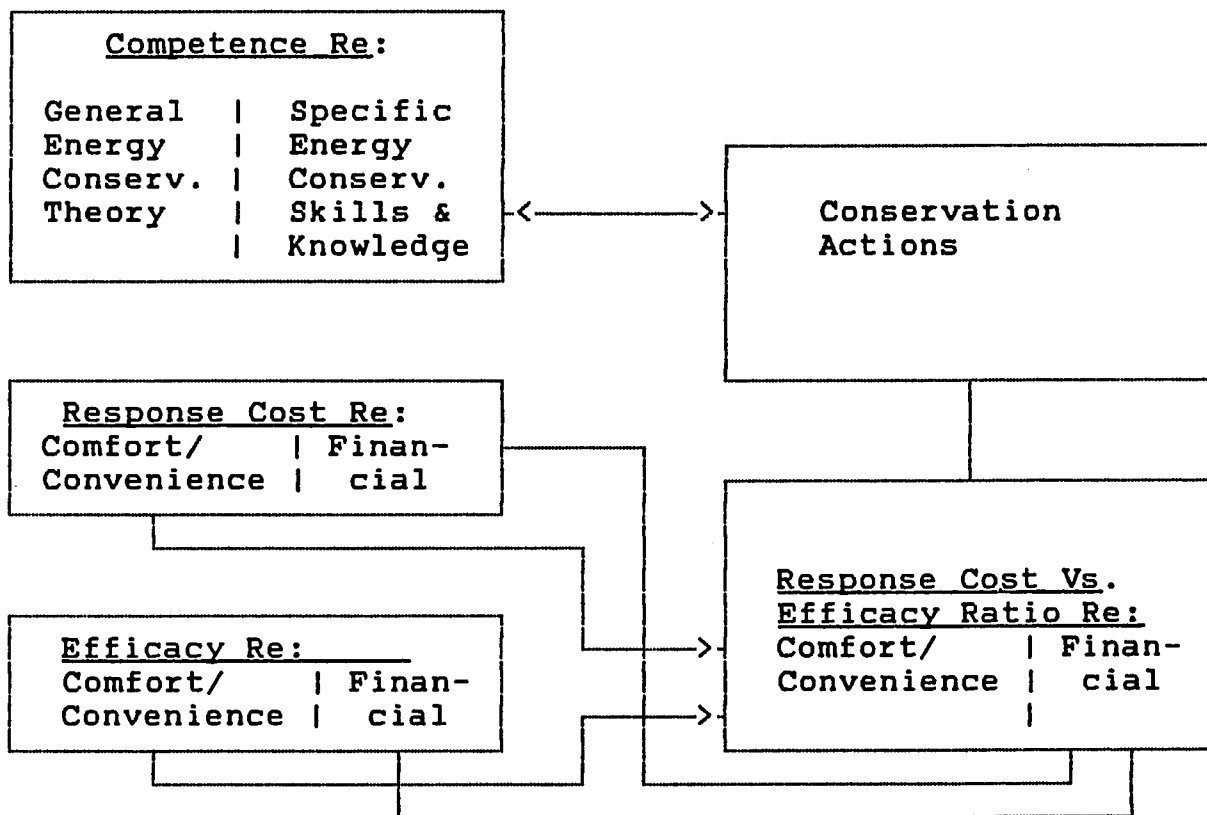 Competence Re:
General | Specific
Energy | Energy
Conserv. | Conserv.
Theory | Skills &
| Knowledge
Conservation
Actions
Response Cost Re:
Comfort/ | Finan-
Convenience | cial
Efficacy Re:
Comfort/ | Finan-
Convenience | cial
Response Cost Vs.
Efficacy Ratio Re:
Comfort/ | Finan-
Convenience | cial
|